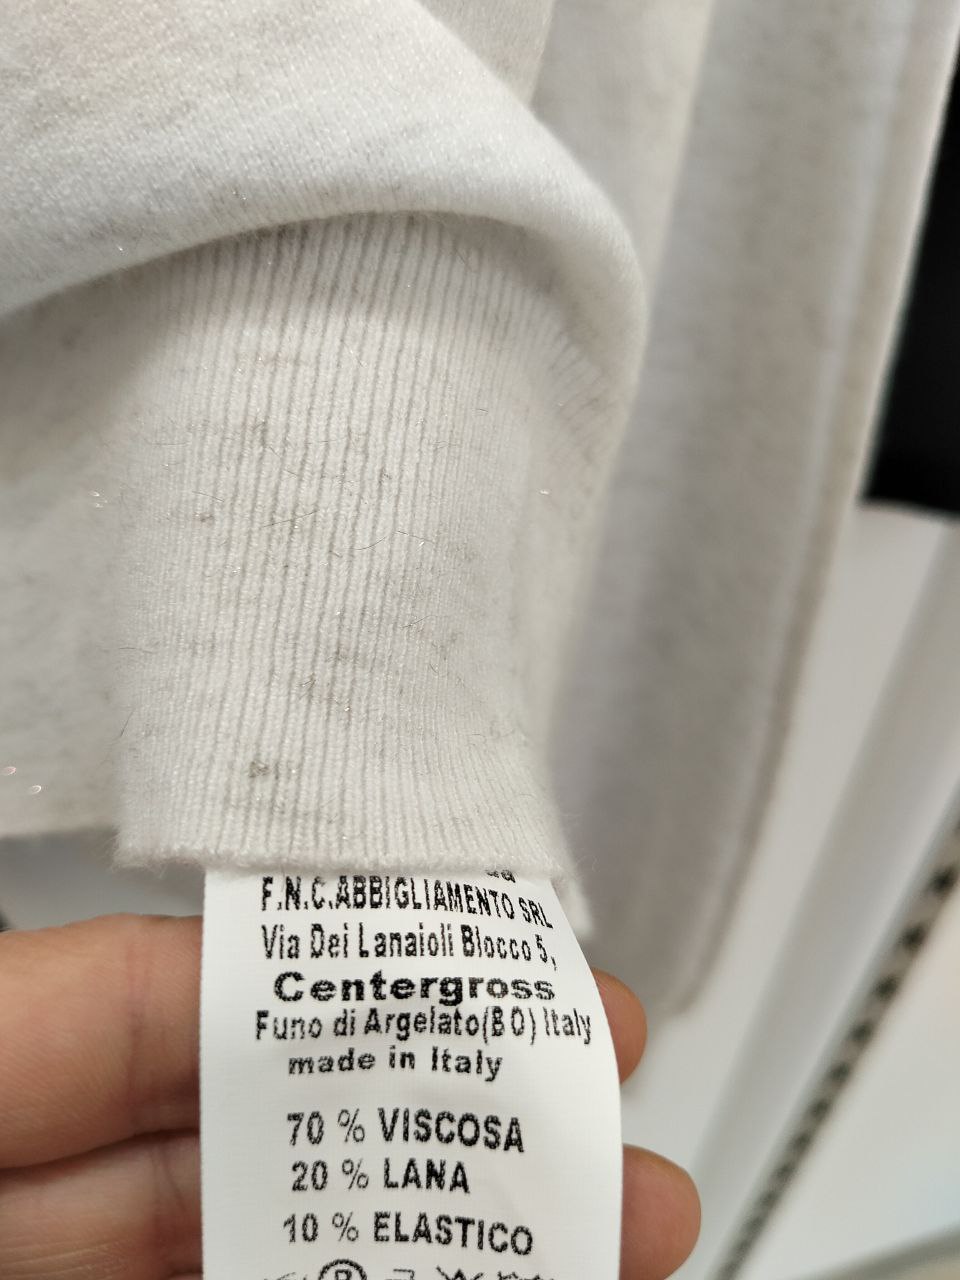 F.N.C.ABBIGLIAMENTO SRL
Via Dei Lanaioli Blocco 5,
Centergross
Funo di Argelato(BO) Italy
made in Italy
70 % VISCOSA
20 % LANA
10 % ELASTICO
P